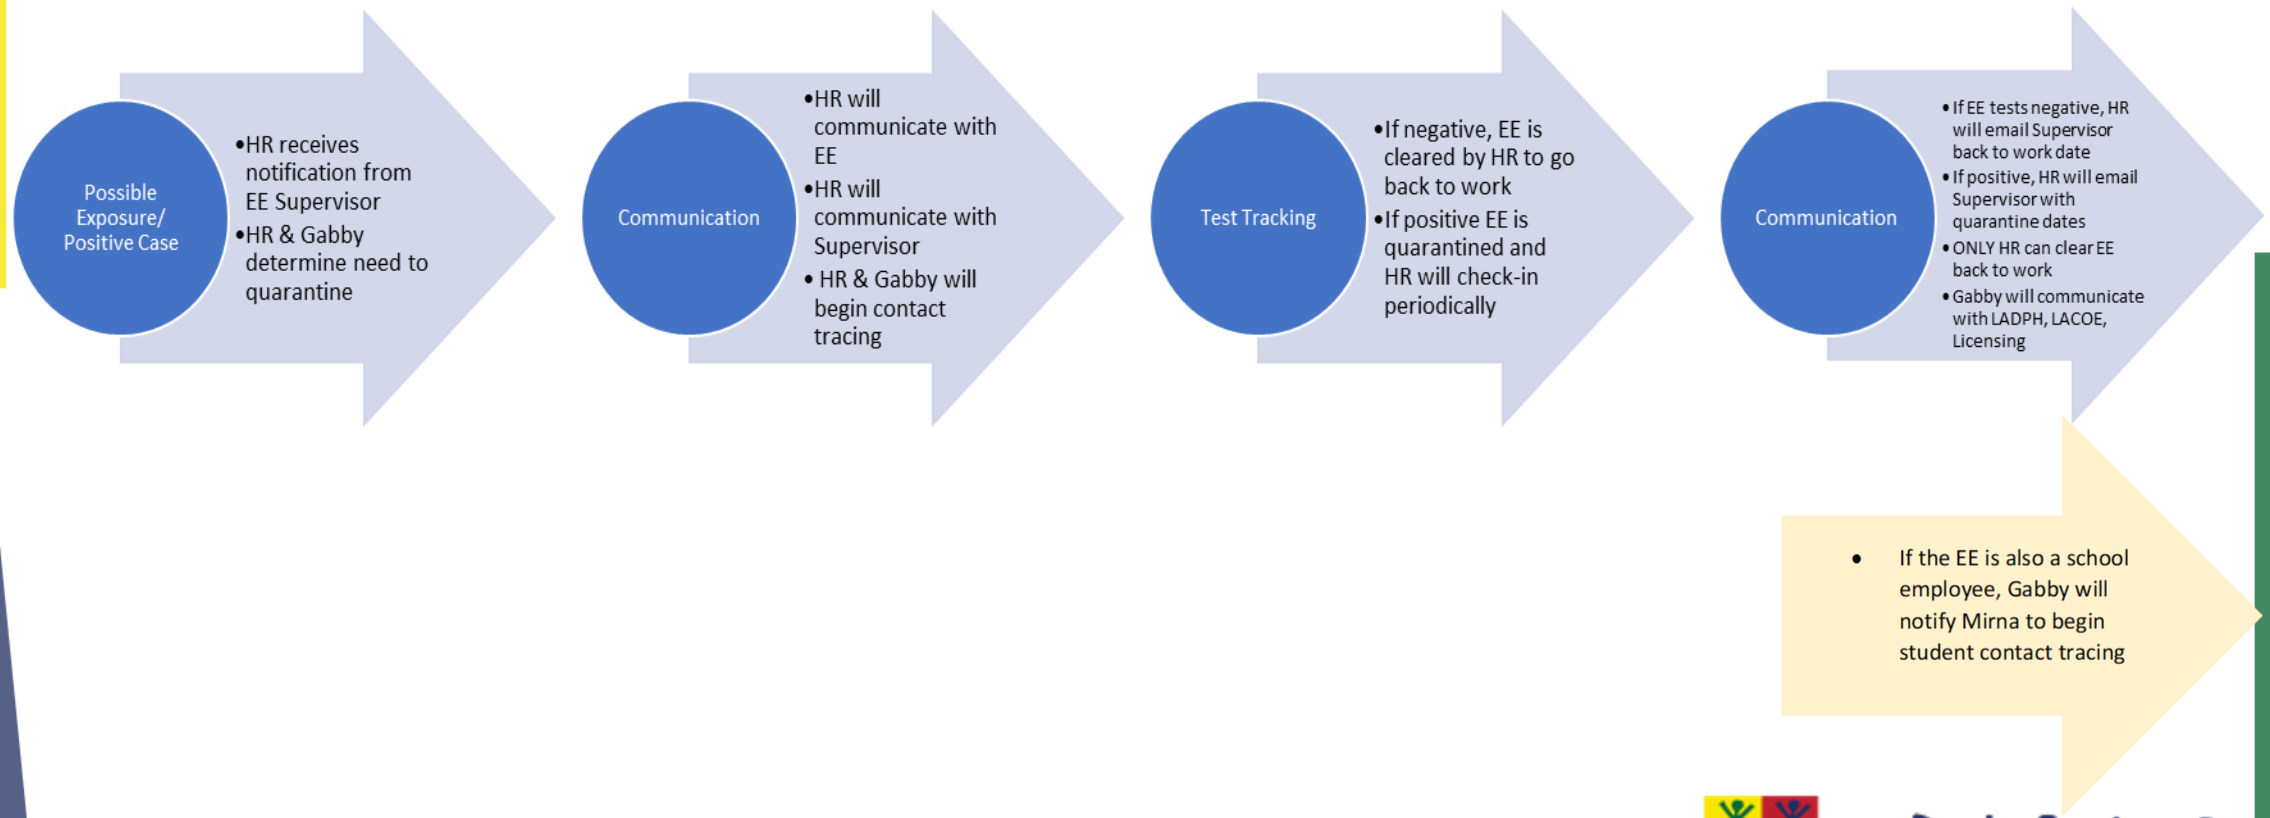 Possible
Exposure/
Positive Case
•HR receives
notification from
EE Supervisor
•HR & Gabby
determine need to
quarantine
Communication
•HR will
communicate with
EE
•HR will
communicate with
Supervisor
• HR & Gabby will
begin contact
tracing
Test Tracking
•If negative, EE is
cleared by HR to go
back to work
•If positive EE is
quarantined and
HR will check-in
periodically
Communication
•If EE tests negative, HR
will email Supervisor
back to work date
•If positive, HR will email
Supervisor with
quarantine dates
•ONLY HR can clear EE
back to work
•Gabby will communicate
with LADPH, LACOE,
Licensing
• If the EE is also a school
employee, Gabby will
notify Mirna to begin
student contact tracing